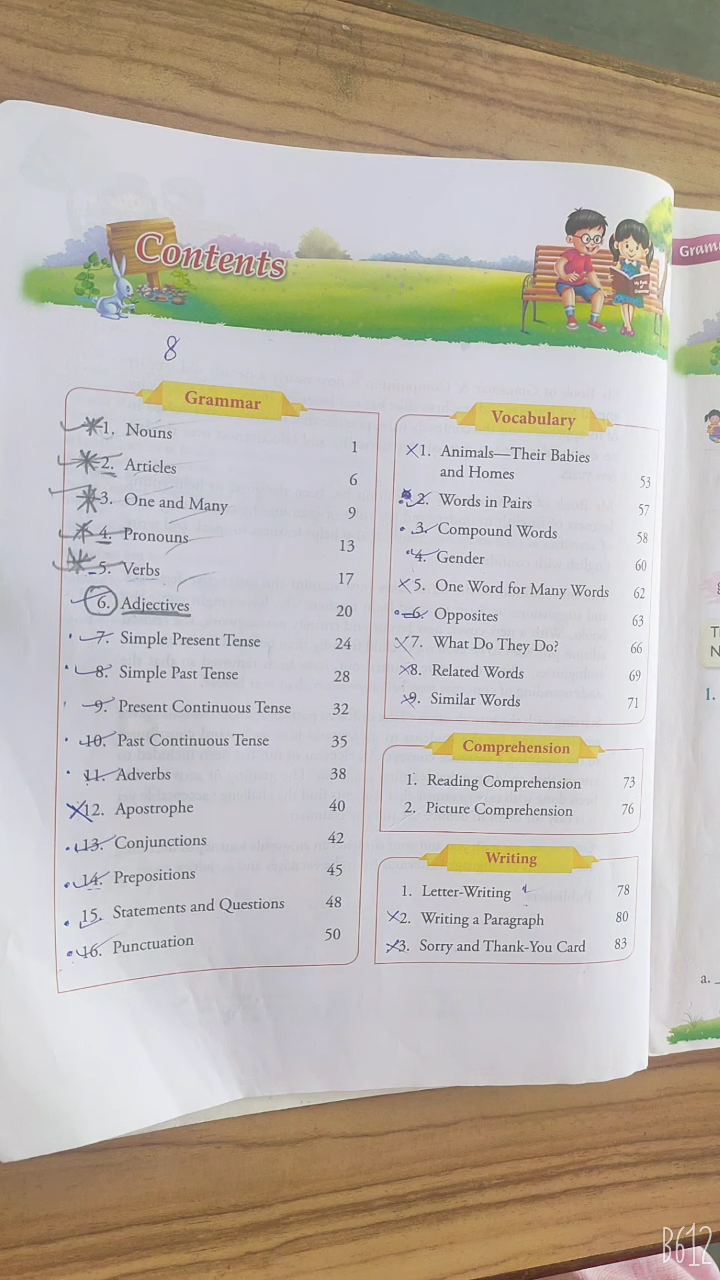 Contents
8
Grammar
1. Nouns 1
2. Articles 6
3. One and Many 9
4. Pronouns 13
5. Verbs 17
6. Adjectives 20
7. Simple Present Tense 24
8. Simple Past Tense 28
9. Present Continuous Tense 32
10. Past Continuous Tense 35
11. Adverbs 38
12. Apostrophe 40
13. Conjunctions 42
14. Prepositions 45
15. Statements and Questions 48
16. Punctuation 50
Vocabulary
1. Animals—Their Babies
and Homes 53
2. Words in Pairs 57
3. Compound Words 58
4. Gender 60
5. One Word for Many Words 62
6. Opposites 63
7. What Do They Do? 66
8. Related Words 69
9. Similar Words 71
Comprehension
1. Reading Comprehension 73
2. Picture Comprehension 76
Writing
1. Letter-Writing 78
2. Writing a Paragraph 80
3. Sorry and Thank-You Card 83
1.
a.
B612